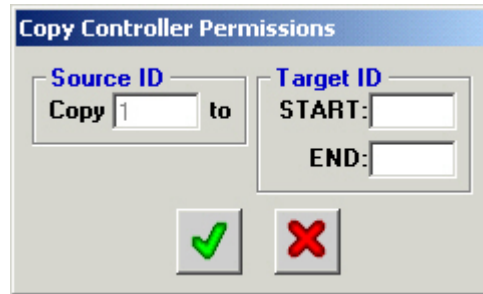 Copy Controller Permissions
Source ID
Copy 1 to
Target ID
START:
END: